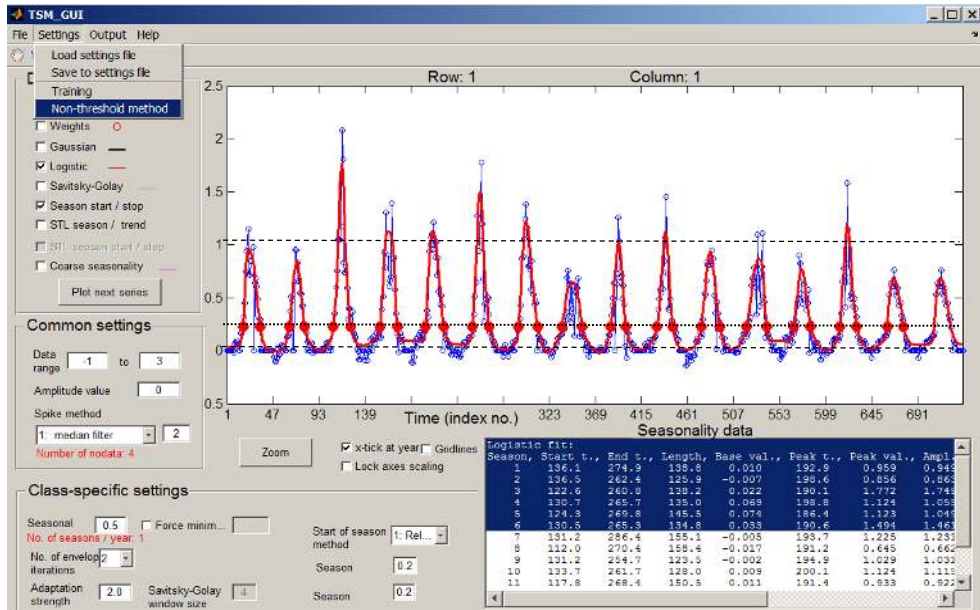 TSM_GUI
File Settings Output Help
Load settings file
Save to settings file
Training
Non-threshold method
Weights
Gaussian
Logistic
Savitsky-Golay
Season start / stop
STL season / trend
STL season start / stop
Coarse seasonality
Plot next series
Row: 1 Column: 1
2.5
2
1.5
1
0.5
0
0.5
1 47 93 139 Time (index no.) 323 369 415 461 507 553 599 645 691
Common settings
Data range -1 to 3
Amplitude value 0
Spike method
1: median filter 2
Number of nodata: 4
Zoom
x-tick at year Gridlines
Lock axes scaling
Class-specific settings
Seasonal 0.5 Force minim...
No. of seasons / year: 1
No. of envelop iterations 2
Adaptation strength 2.0 Savitsky-Golay window size 4
Start of season method 1: Rel...
Season 0.2
Season 0.2
Seasonality data
Logistic fit:
Season, Start t., End t., Length, Base val., Peak t., Peak val., Ampl.
1 136.1 274.9 138.8 0.010 192.9 0.959 0.949
2 136.5 262.4 125.9 -0.007 198.6 0.856 0.863
3 122.6 260.8 138.2 0.022 190.1 1.772 1.749
4 130.7 265.7 135.0 0.069 198.8 1.124 1.055
5 124.3 269.8 145.5 0.074 186.4 1.123 1.049
6 130.5 265.3 134.8 0.033 190.6 1.494 1.461
7 131.2 286.4 155.1 -0.005 193.7 1.225 1.231
8 112.0 270.4 158.4 -0.017 191.2 0.645 0.662
9 131.2 254.7 123.5 -0.002 194.9 1.029 1.031
10 133.7 261.7 128.0 0.009 200.1 1.124 1.115
11 117.8 268.4 150.5 0.011 191.4 0.933 0.922